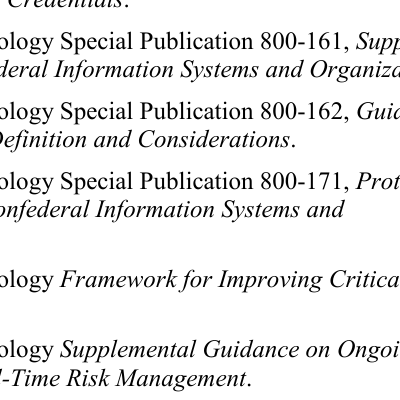 Credentials.
ology Special Publication 800-161, Supp
deral Information Systems and Organiza
ology Special Publication 800-162, Guid
Definition and Considerations.
ology Special Publication 800-171, Prot
onfederal Information Systems and
ology Framework for Improving Critica
ology Supplemental Guidance on Ongoi
l-Time Risk Management.